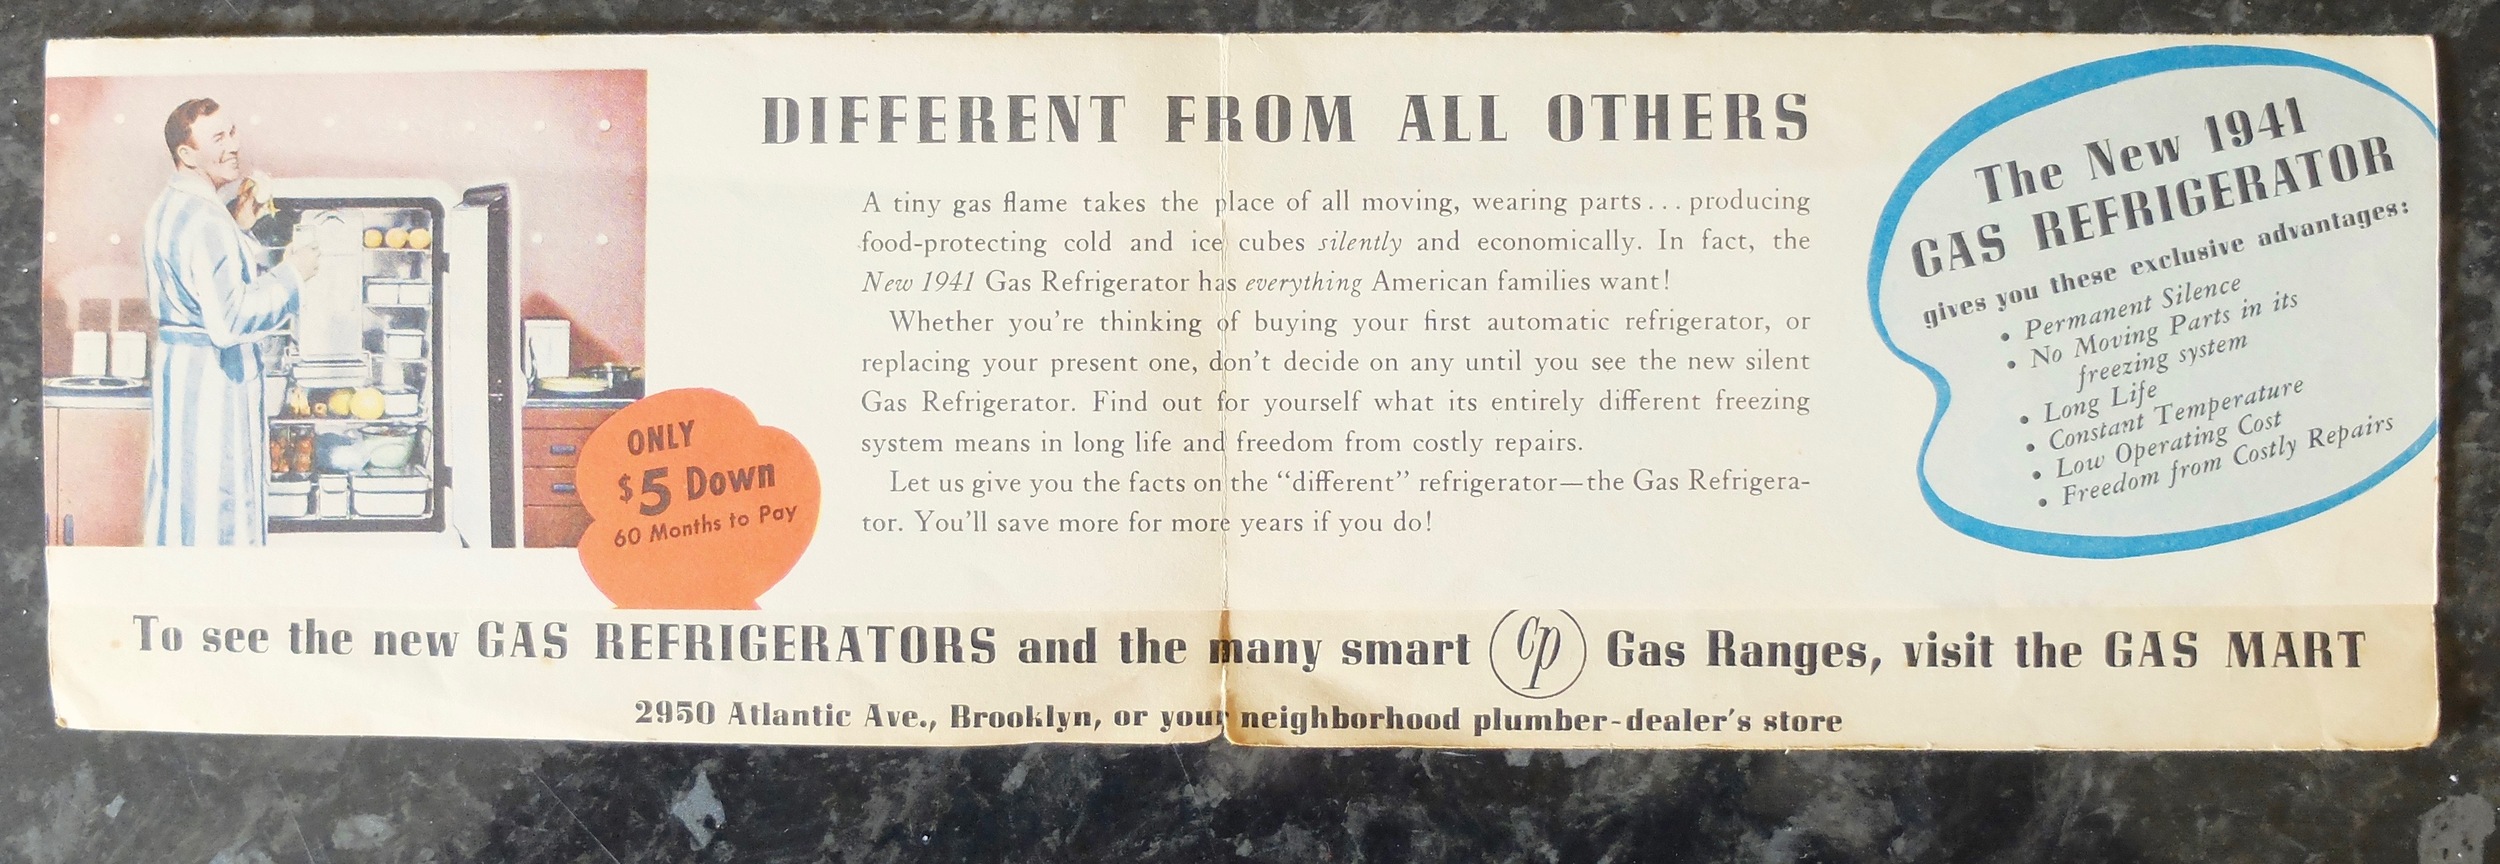 DIFFERENT FROM ALL OTHERS
A tiny gas flame takes the place of all moving, wearing parts . . . producing
food-protecting cold and ice cubes silently and economically. In fact, the
New 1941 Gas Refrigerator has everything American families want!
Whether you're thinking of buying your first automatic refrigerator, or
replacing your present one, don't decide on any until you see the new silent
Gas Refrigerator. Find out for yourself what its entirely different freezing
system means in long life and freedom from costly repairs.
Let us give you the facts on the “different” refrigerator—the Gas Refrigera-
tor. You'll save more for more years if you do!
ONLY
$5 Down
60 Months to Pay
The New 1941
GAS REFRIGERATOR
gives you these exclusive advantages:
• Permanent Silence
• No Moving Parts in its
freezing system
• Long Life
• Constant Temperature
• Low Operating Cost
• Freedom from Costly Repairs
To see the new GAS REFRIGERATORS and the many smart CP Gas Ranges, visit the GAS MART
2950 Atlantic Ave., Brooklyn, or your neighborhood plumber-dealer's store